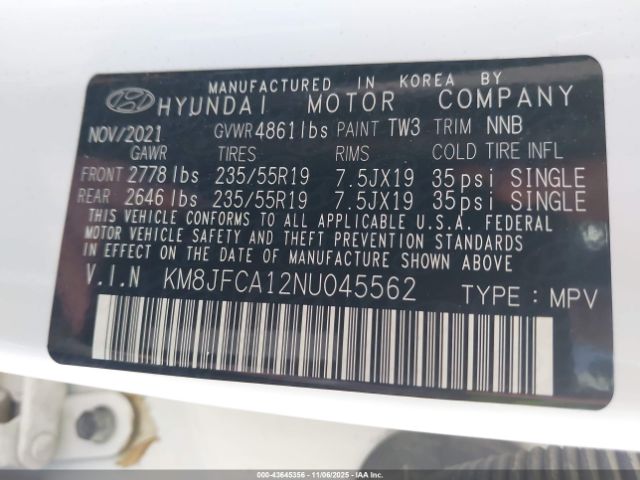 MANUFACTURED IN KOREA BY
HYUNDAI MOTOR COMPANY
NOV/2021 GVWR 4861lbs PAINT TW3 TRIM NNB
GAWR TIRES RIMS COLD TIRE INFL
FRONT 2778 lbs 235/55R19 7.5JX19 35psi SINGLE
REAR 2646 lbs 235/55R19 7.5JX19 35psi SINGLE
THIS VEHICLE CONFORMS TO ALL APPLICABLE U.S.A. FEDERAL
MOTOR VEHICLE SAFETY AND THEFT PREVENTION STANDARDS
IN EFFECT ON THE DATE OF MANUFACTURE SHOWN ABOVE.
V.I.N KM8JFCA12NU045562 TYPE : MPV
000-43645356 - 11/06/2025 - IAA Inc.